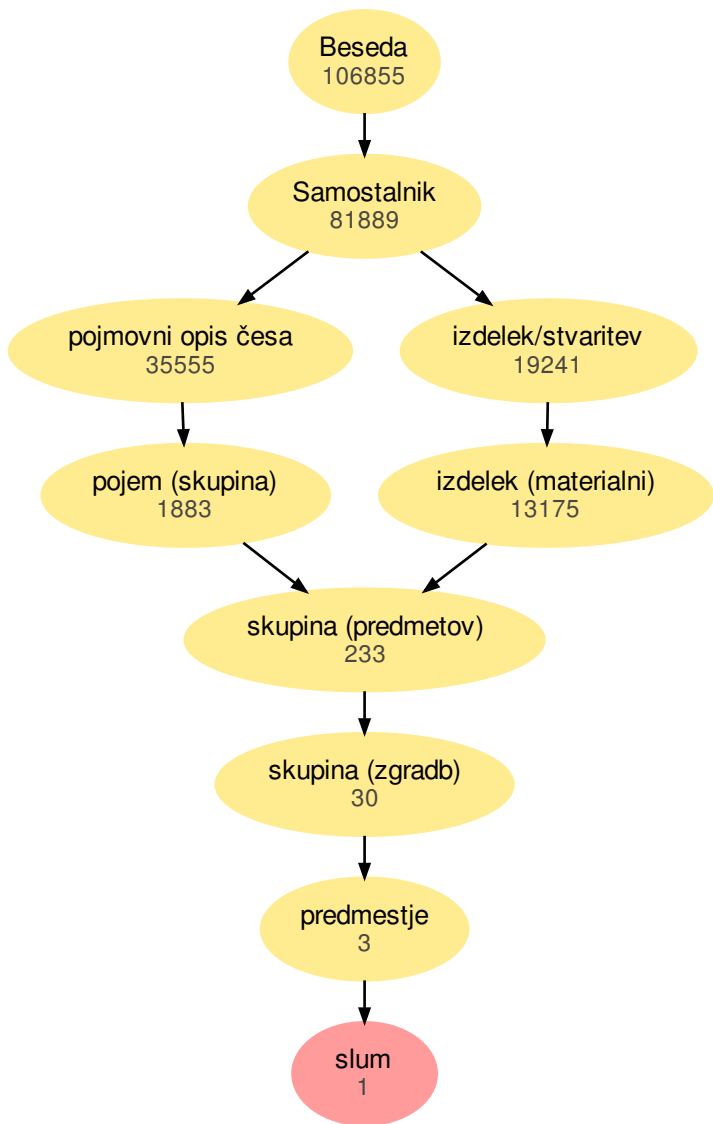 Beseda
106855
Samostalnik
81889
pojmovni opis česa
35555
izdelek/stvaritev
19241
pojem (skupina)
1883
izdelek (materialni)
13175
skupina (predmetov)
233
skupina (zgradb)
30
predmestje
3
slum
1